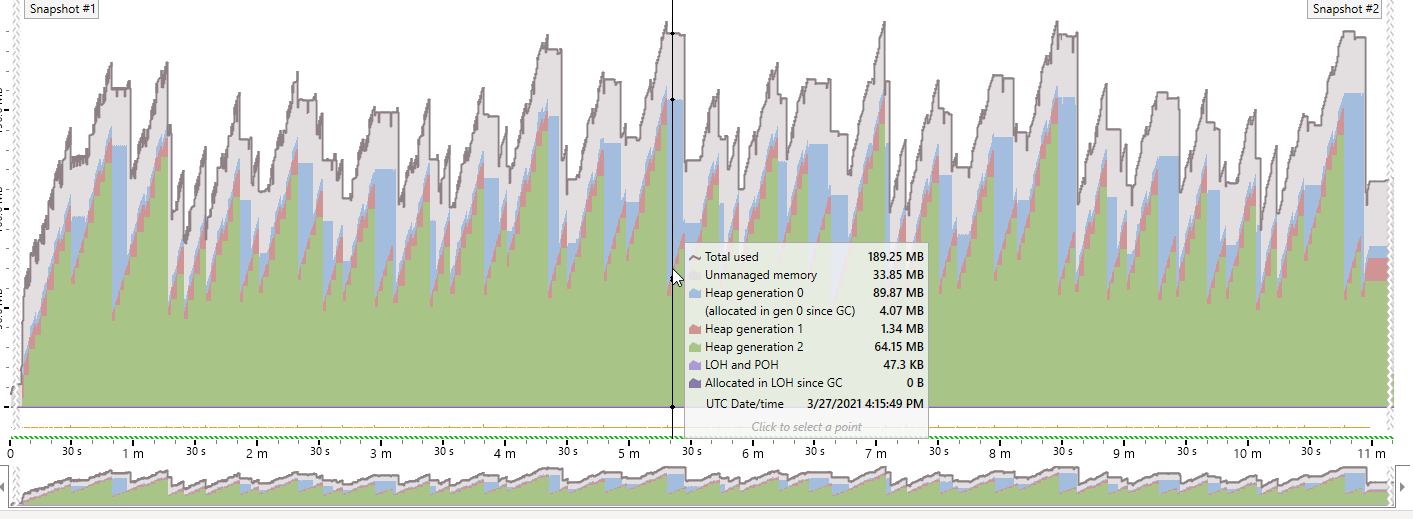 Snapshot #1
Snapshot #2
Total used 189.25 MB
Unmanaged memory 33.85 MB
Heap generation 0 89.87 MB
(allocated in gen 0 since GC) 4.07 MB
Heap generation 1 1.34 MB
Heap generation 2 64.15 MB
LOH and POH 47.3 KB
Allocated in LOH since GC 0 B
UTC Date/time 3/27/2021 4:15:49 PM
Click to select a point
0 30 s 1 m 30 s 2 m 30 s 3 m 30 s 4 m 30 s 5 m 30 s 6 m 30 s 7 m 30 s 8 m 30 s 9 m 30 s 10 m 30 s 11 m